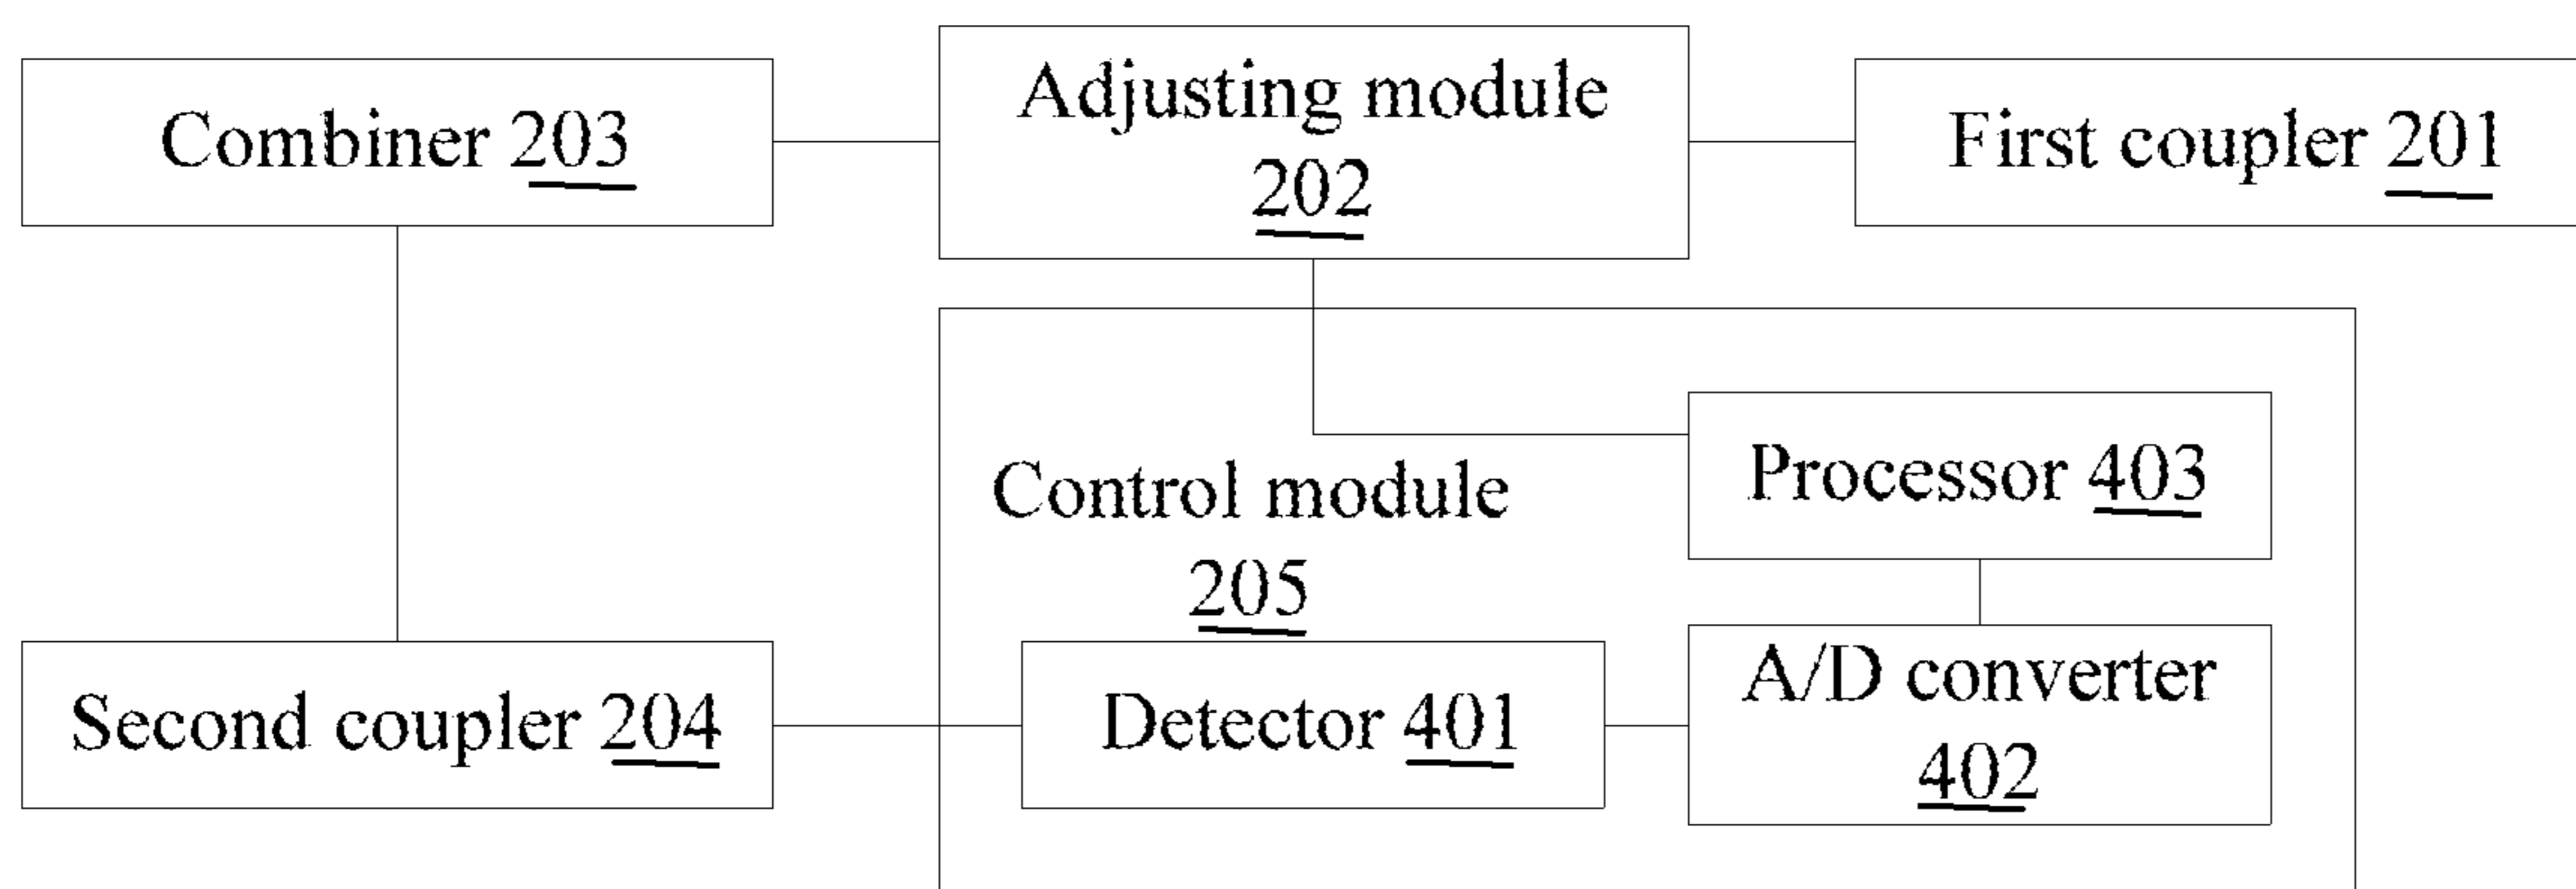 Combiner 203
Adjusting module
202
First coupler 201
Control module
205
Processor 403
Second coupler 204
Detector 401
A/D converter
402